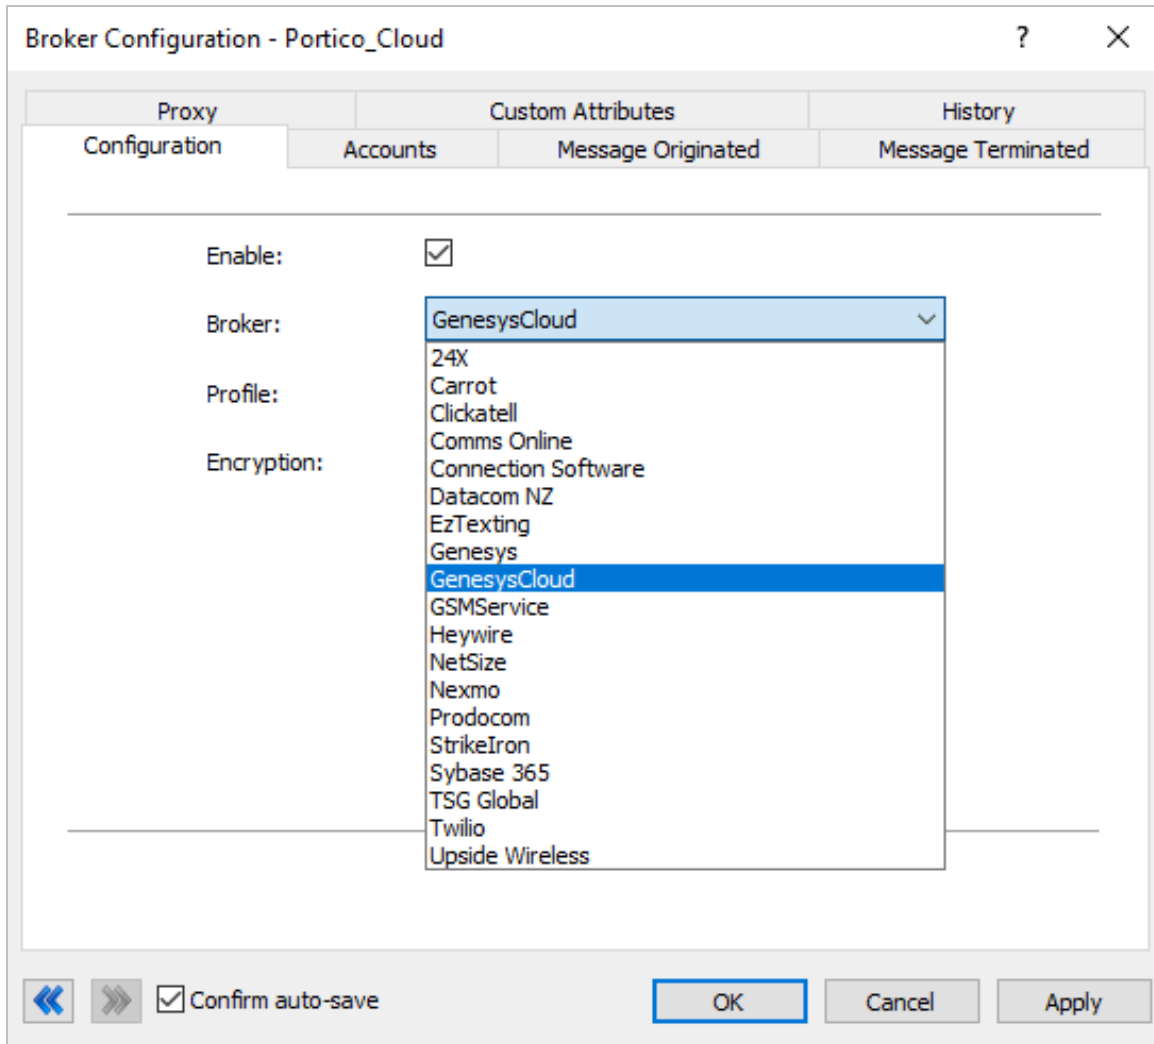 Broker Configuration - Portico_Cloud ?
Proxy Custom Attributes History
Configuration Accounts Message Originated Message Terminated
Enable:
Broker: GenesysCloud
24X
Carrot
Profile:
Clickatell
Comms Online
Encryption:
Connection Software
Datacom NZ
EzTexting
Genesys
GenesysCloud
GSMService
Heywire
NetSize
Nexmo
Prodocom
StrikeIron
Sybase 365
TSG Global
Twilio
Upside Wireless
Confirm auto-save OK Cancel Apply